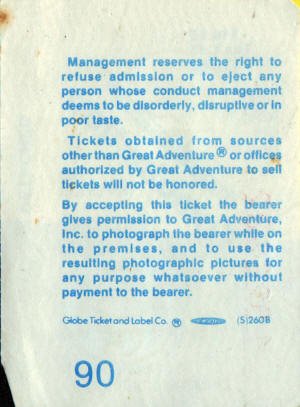 Management reserves the right to
refuse admission or to eject any
person whose conduct management
deems to be disorderly, disruptive or in
poor taste.
Tickets obtained from sources
other than Great Adventure® or offices
authorized by Great Adventure to sell
tickets will not be honored.
By accepting this ticket the bearer
gives permission to Great Adventure,
Inc. to photograph the bearer while on
the premises, and to use the
resulting photographic pictures for
any purpose whatsoever without
payment to the bearer.
Globe Ticket and Label Co. ® (S)260B
90